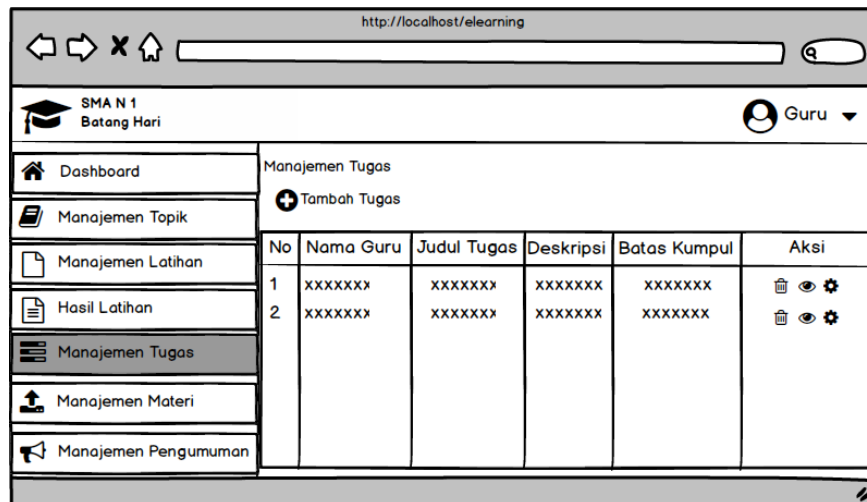 http://localhost/elearning
SMA N 1
Batang Hari
Guru
Dashboard
Manajemen Topik
Manajemen Latihan
Hasil Latihan
Manajemen Tugas
Manajemen Materi
Manajemen Pengumuman
Manajemen Tugas
Tambah Tugas
No Nama Guru Judul Tugas Deskripsi Batas Kumpul Aksi
1 xxxxxxx xxxxxxx xxxxxxx xxxxxxx
2 xxxxxxx xxxxxxx xxxxxxx xxxxxxx